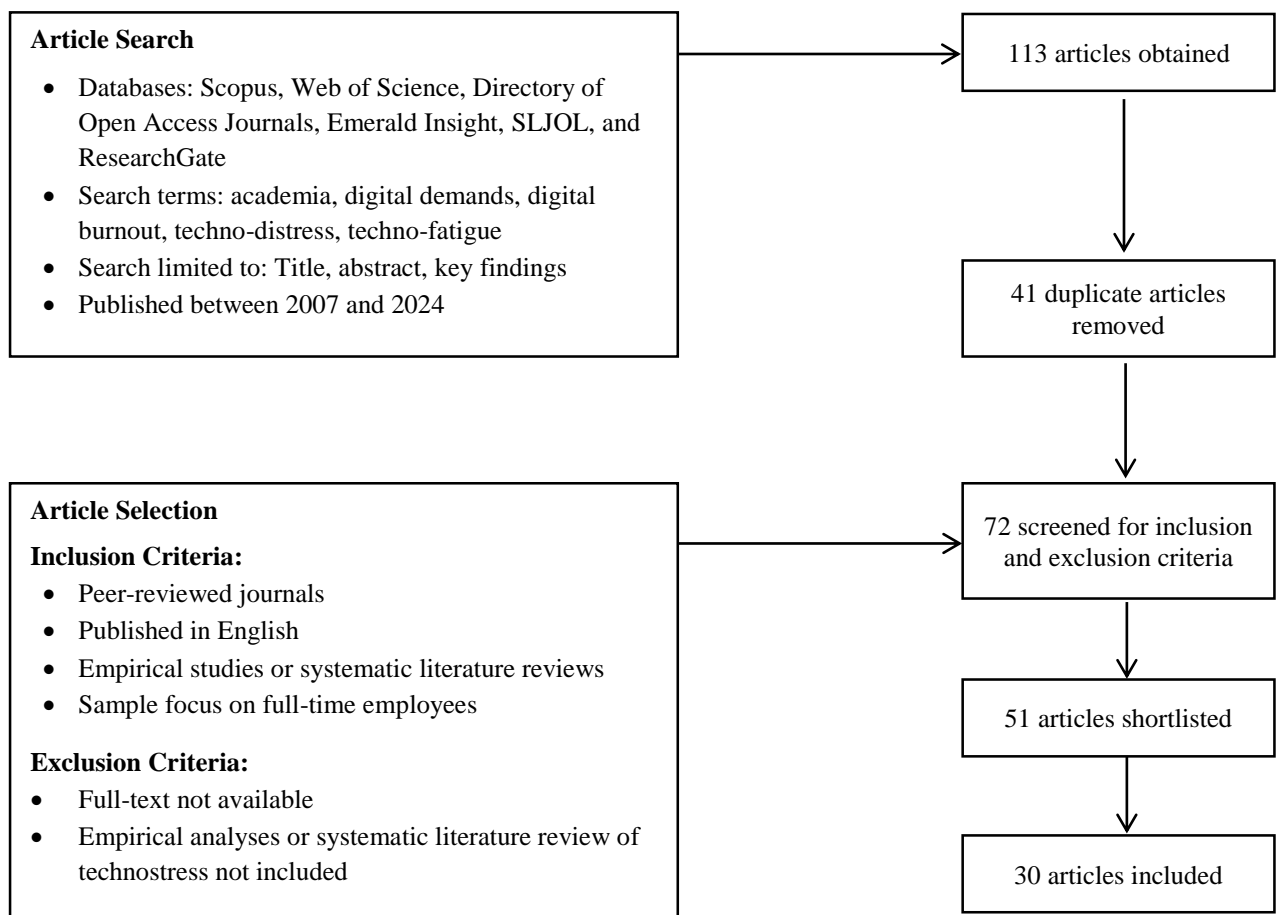 Article Search
• Databases: Scopus, Web of Science, Directory of
Open Access Journals, Emerald Insight, SLJOL, and
ResearchGate
• Search terms: academia, digital demands, digital
burnout, techno-distress, techno-fatigue
• Search limited to: Title, abstract, key findings
• Published between 2007 and 2024
113 articles obtained
41 duplicate articles
removed
Article Selection
Inclusion Criteria:
• Peer-reviewed journals
• Published in English
• Empirical studies or systematic literature reviews
• Sample focus on full-time employees
Exclusion Criteria:
• Full-text not available
• Empirical analyses or systematic literature review of
technostress not included
72 screened for inclusion
and exclusion criteria
51 articles shortlisted
30 articles included